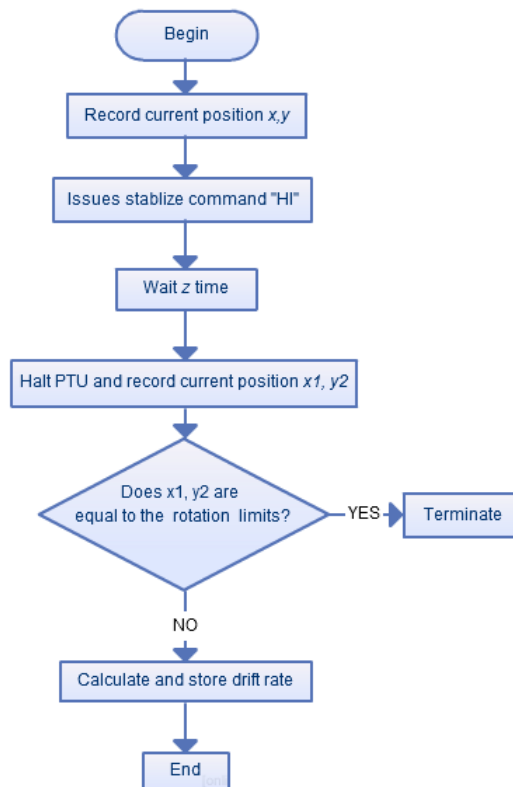 Begin
Record current position x,y
Issues stablize command "HI"
Wait z time
Halt PTU and record current position x1, y2
Does x1, y2 are
equal to the rotation limits?
YES
Terminate
NO
Calculate and store drift rate
End